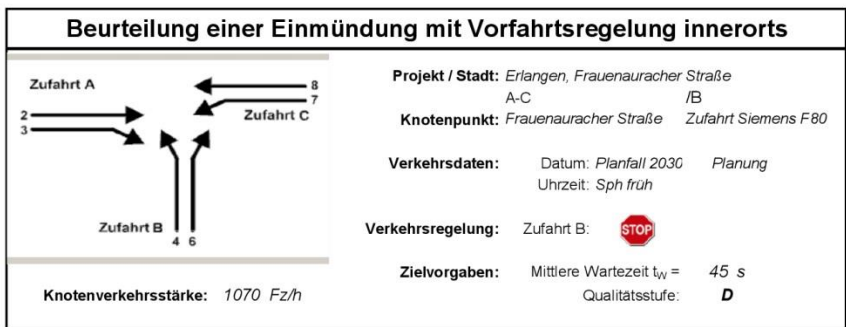 Beurteilung einer Einmündung mit Vorfahrtsregelung innerorts
Zufahrt A
8
7
Zufahrt C
2
3
Zufahrt B
4 6
Knotenverkehrsstärke: 1070 Fz/h
Projekt / Stadt: Erlangen, Frauenauracher Straße
A-C /B
Knotenpunkt: Frauenauracher Straße Zufahrt Siemens F80
Verkehrsdaten: Datum: Planfall 2030 Planung
Uhrzeit: Sph früh
Verkehrsregelung: Zufahrt B: STOP
Zielvorgaben: Mittlere Wartezeit tW = 45 s
Qualitätsstufe: D